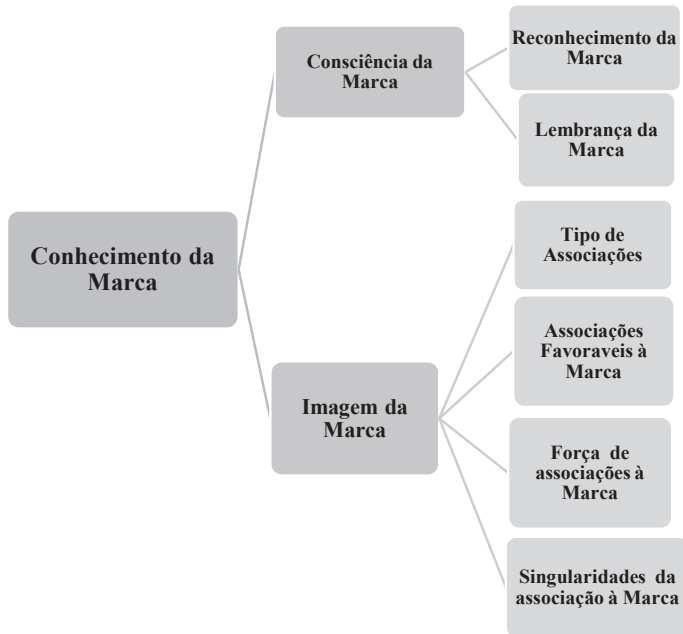 Consciência da
Marca
Reconhecimento da
Marca
Lembrança da
Marca
Conhecimento da
Marca
Imagem da
Marca
Tipo de
Associações
Associações
Favoraveis à
Marca
Força de
associações à
Marca
Singularidades da
associação à Marca